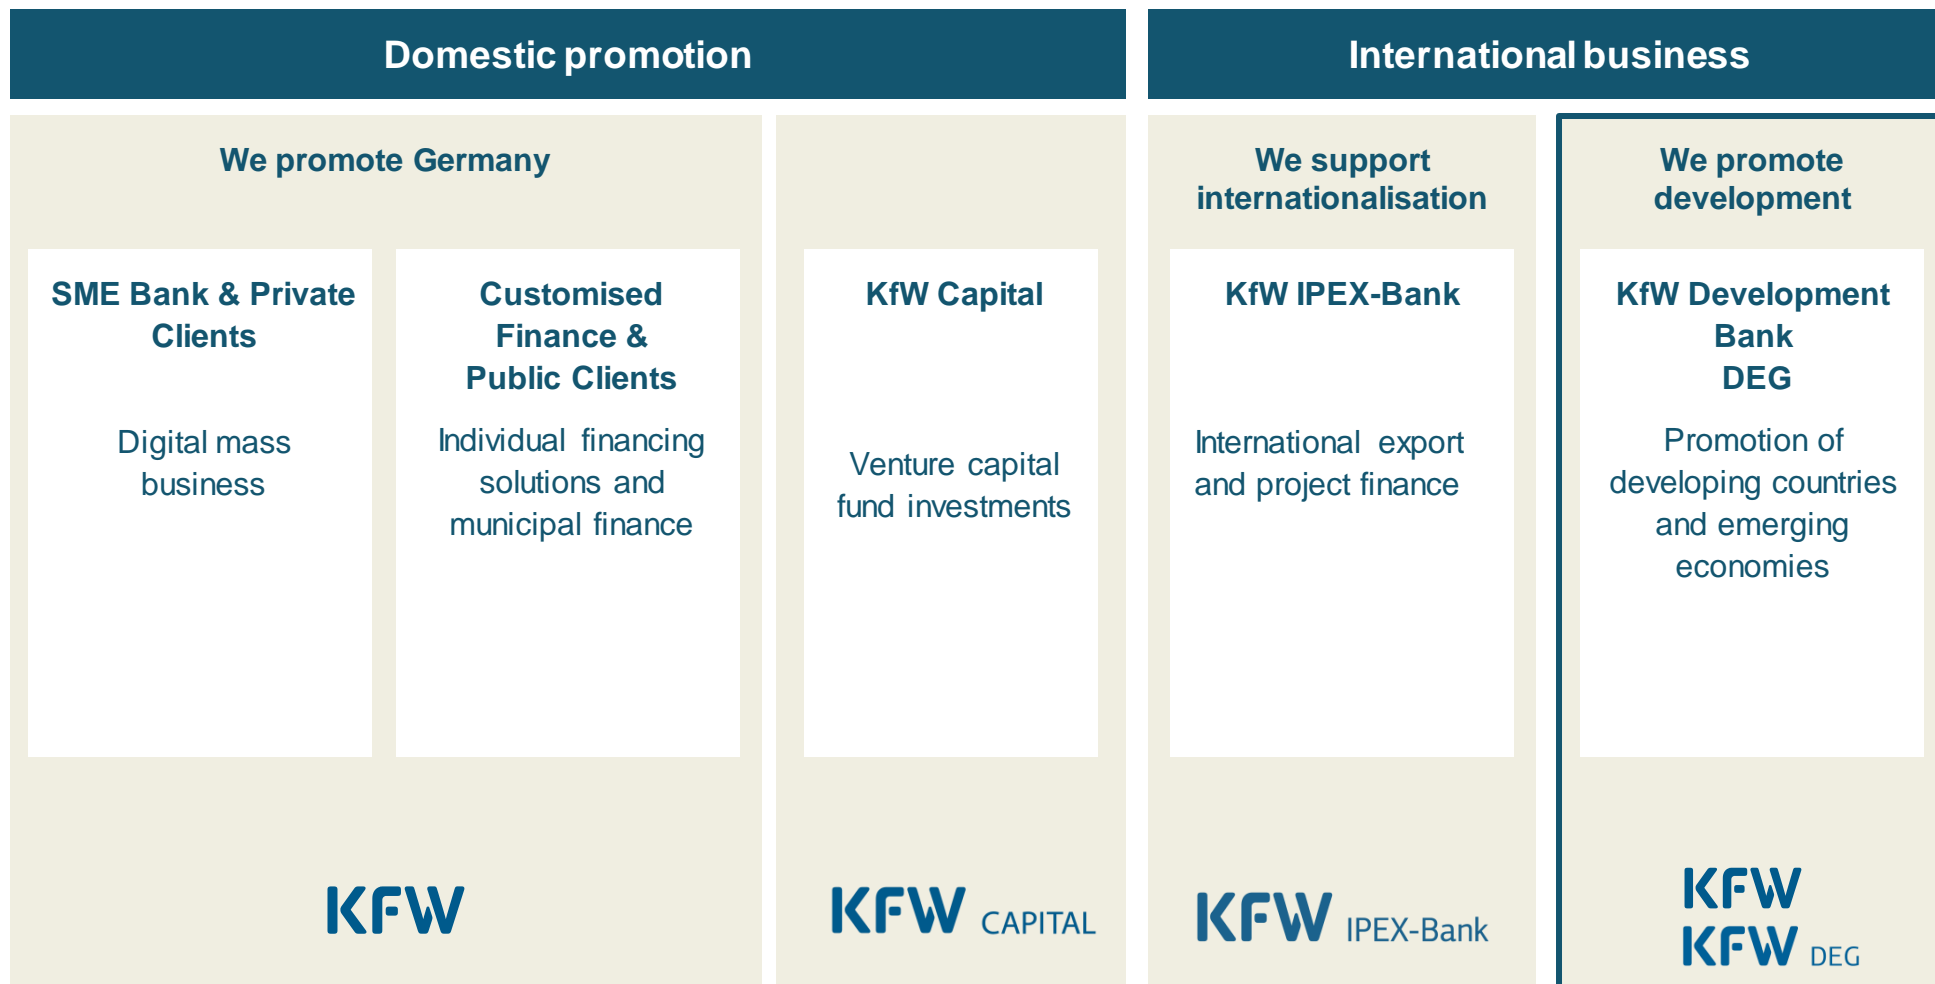 Domestic promotion
International business
We promote Germany
We support
internationalisation
We promote
development
SME Bank & Private
Clients
Digital mass
business
Customised
Finance &
Public Clients
Individual financing
solutions and
municipal finance
KfW Capital
Venture capital
fund investments
KfW IPEX-Bank
International export
and project finance
KfW Development
Bank
DEG
Promotion of
developing countries
and emerging
economies
KFW
KFW CAPITAL
KFW IPEX-Bank
KFW
KFW DEG